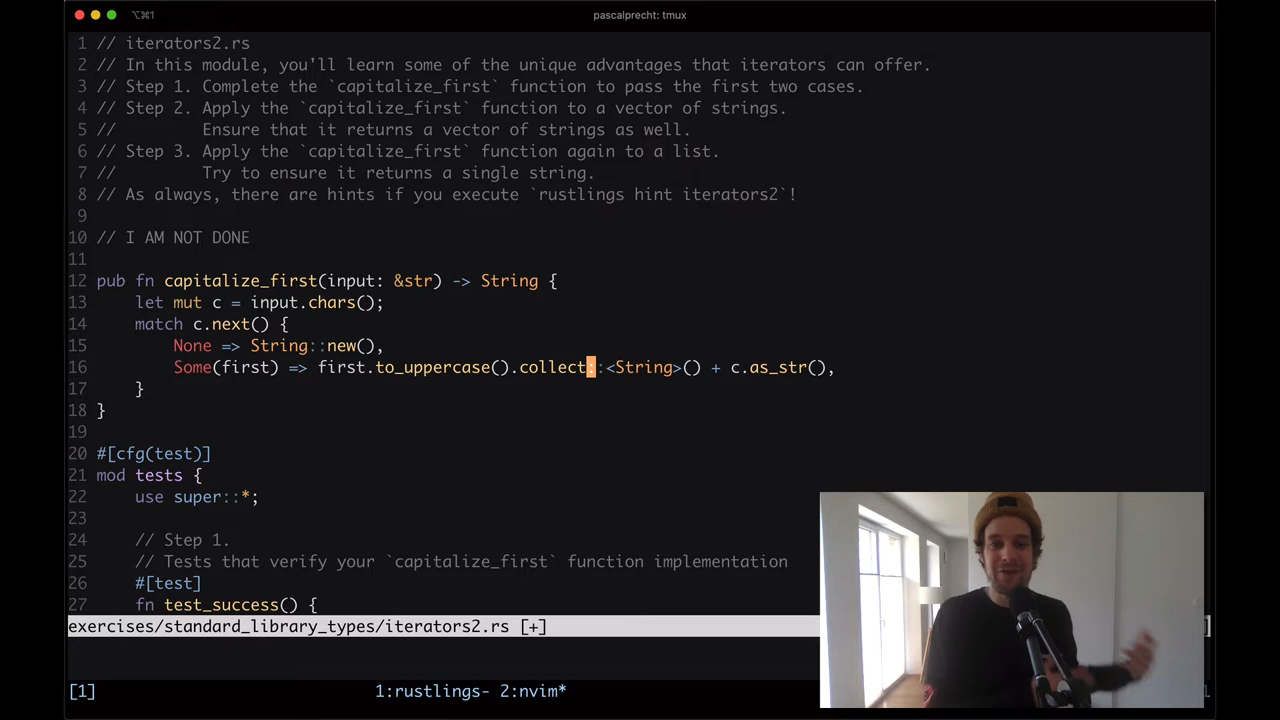 ⌥⌘1
pascalprecht: tmux
1 // iterators2.rs
2 // In this module, you'll learn some of the unique advantages that iterators can offer.
3 // Step 1. Complete the `capitalize_first` function to pass the first two cases.
4 // Step 2. Apply the `capitalize_first` function to a vector of strings.
5 //         Ensure that it returns a vector of strings as well.
6 // Step 3. Apply the `capitalize_first` function again to a list.
7 //         Try to ensure it returns a single string.
8 // As always, there are hints if you execute `rustlings hint iterators2`!
9
10 // I AM NOT DONE
11
12 pub fn capitalize_first(input: &str) -> String {
13     let mut c = input.chars();
14     match c.next() {
15         None => String::new(),
16         Some(first) => first.to_uppercase().collect::<String>() + c.as_str(),
17     }
18 }
19
20 #[cfg(test)]
21 mod tests {
22     use super::*;
23
24     // Step 1.
25     // Tests that verify your `capitalize_first` function implementation
26     #[test]
27     fn test_success() {
exercises/standard_library_types/iterators2.rs [+]
[1] 1:rustlings- 2:nvim*